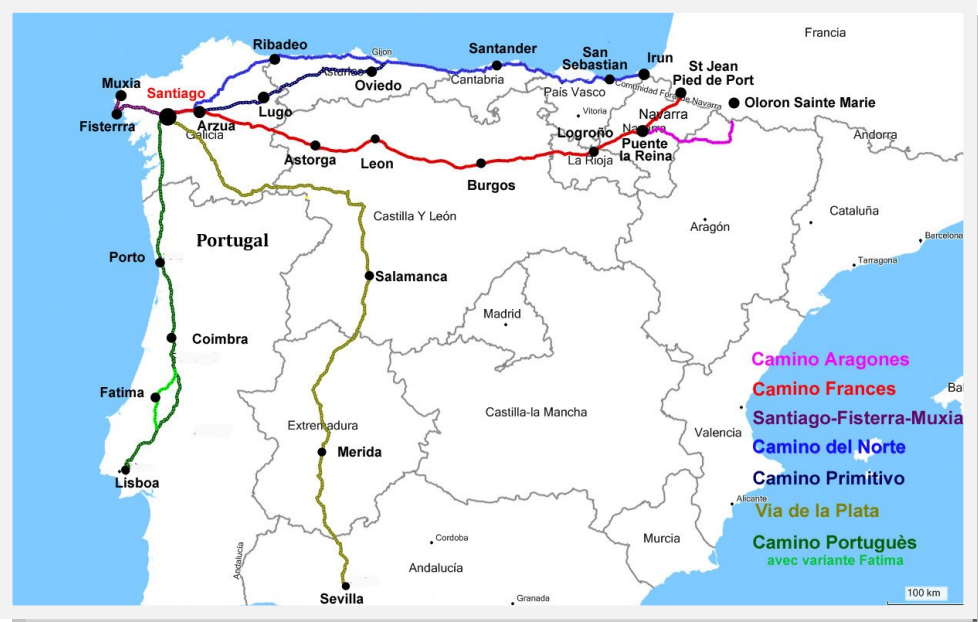 Francia
Ribadeo
Gijon
Santander
San
Sebastian
Irun
St Jean
Pied de Port
Muxia
Santiago
Asturies
Oviedo
Cantabria
País Vasco
Comunidad Foral de Navarra
Oloron Sainte Marie
Fisterrra
Arzua
Lugo
Vitoria
Navarra
Navarra
Galicia
Logroño
Puente
la Reina
Andorra
Astorga
Leon
La Rioja
Burgos
Castilla Y León
Cataluña
Aragón
Portugal
Barcelona
Porto
Tarragona
Salamanca
Madrid
Coimbra
Camino Aragones
Fatima
Camino Frances
Ba
Castilla-la Mancha
Santiago-Fisterra-Muxia
Extremadura
Valencia
Merida
Camino del Norte
Lisboa
Camino Primitivo
Alicante
Via de la Plata
Cordoba
Murcia
Camino Portuguès
avec variante Fatima
Andalucía
Andalucía
Sevilla
Granada
100 km